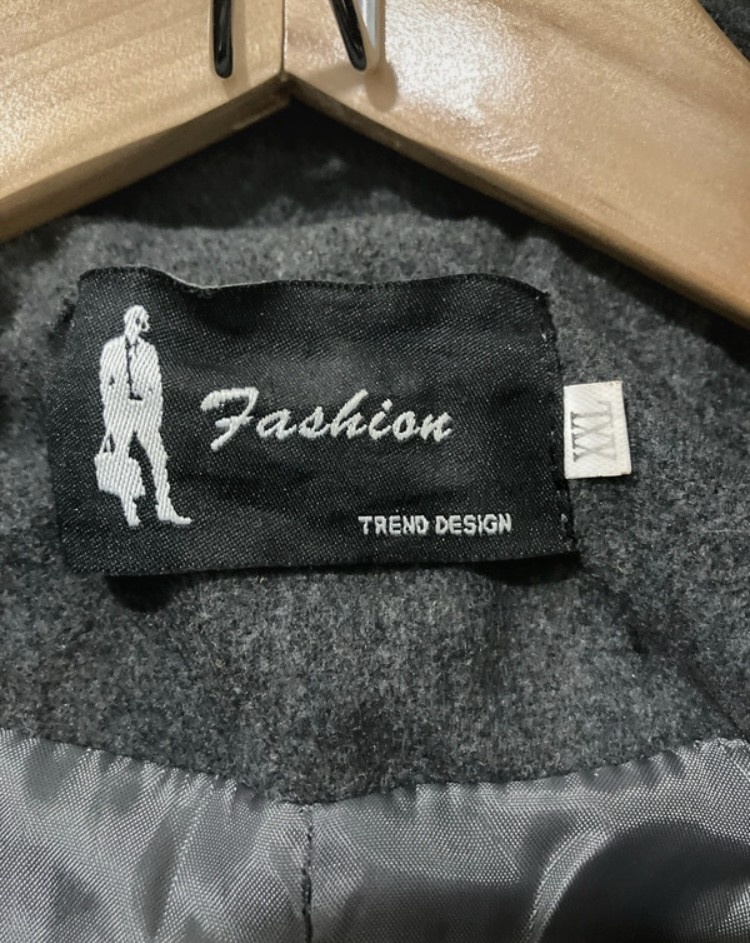 Fashion
TREND DESIGN
XXL